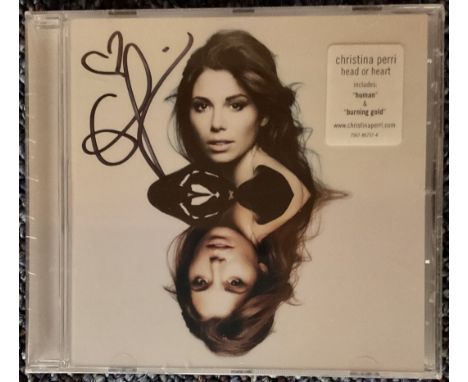 christina perri
head or heart
includes:
"human"
&
"burning gold"
www.christinaperri.com